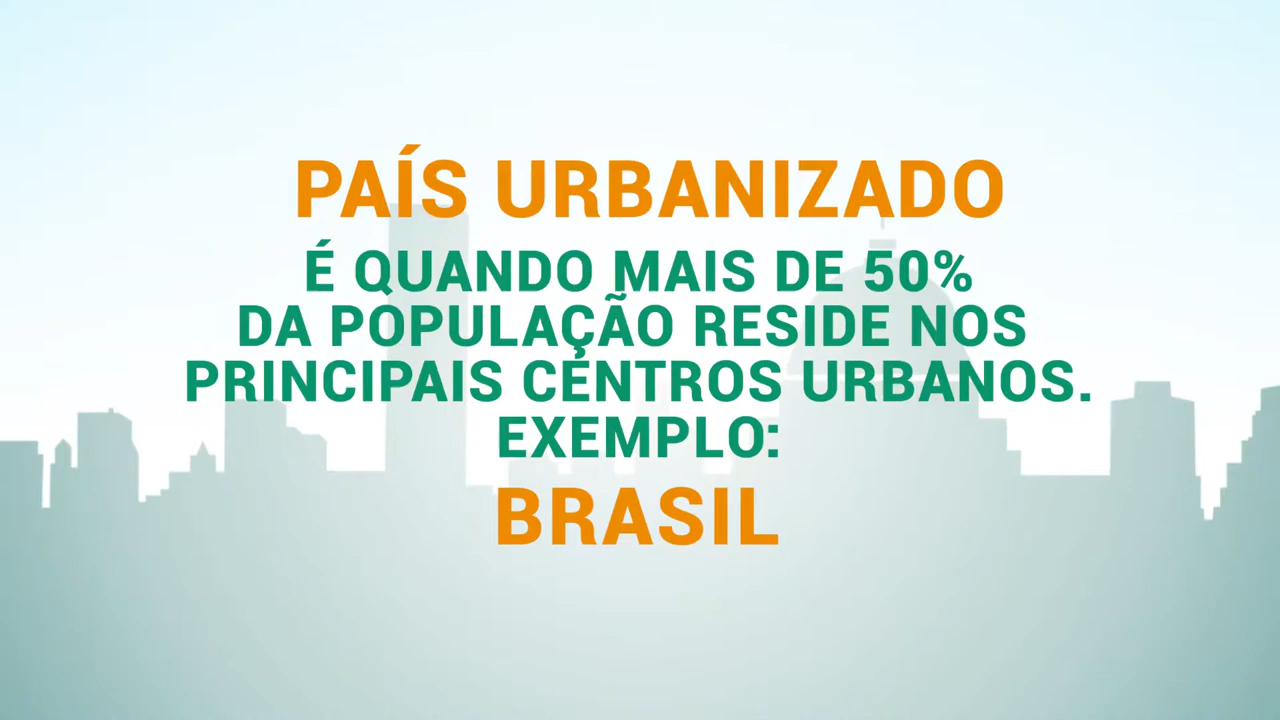 PAÍS URBANIZADO
É QUANDO MAIS DE 50%
DA POPULAÇÃO RESIDE NOS
PRINCIPAIS CENTROS URBANOS.
EXEMPLO:
BRASIL